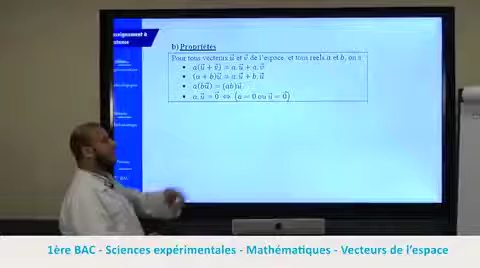 b) Propriétés
Pour tous vecteurs u⃗ et v⃗ de l'espace et tous réels a et b, on a
• a(u⃗ + v⃗) = a.u⃗ + a.v⃗
• (a + b)u⃗ = a.u⃗ + b.u⃗
• a(bu⃗) = (ab)u⃗
• a.u⃗ = 0⃗ ⇔ (a = 0 ou u⃗ = 0⃗)
1ère BAC - Sciences expérimentales - Mathématiques - Vecteurs de l'espace